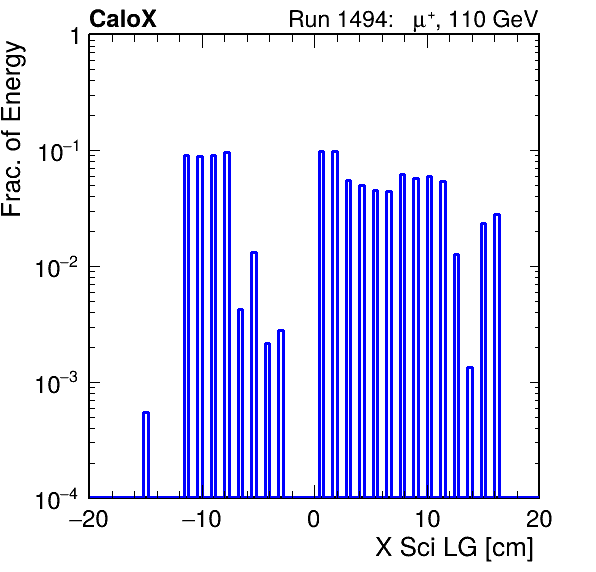 CaloX Run 1494: μ⁺, 110 GeV
Frac. of Energy
1
10⁻¹
10⁻²
10⁻³
10⁻⁴
−20 −10 0 10 20
X Sci LG [cm]